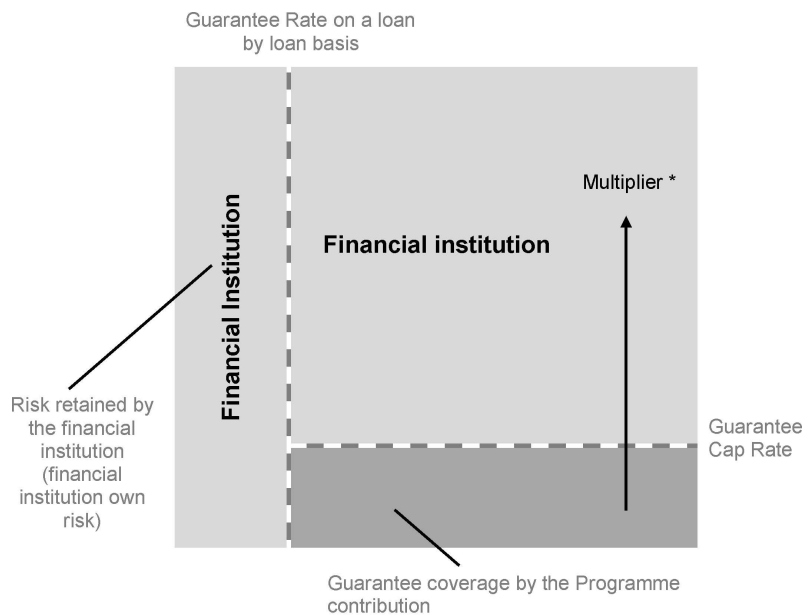 Guarantee Rate on a loan
by loan basis
Multiplier *
Financial institution
Financial Institution
Risk retained by
the financial
institution
(financial
institution own
risk)
Guarantee
Cap Rate
Guarantee coverage by the Programme
contribution